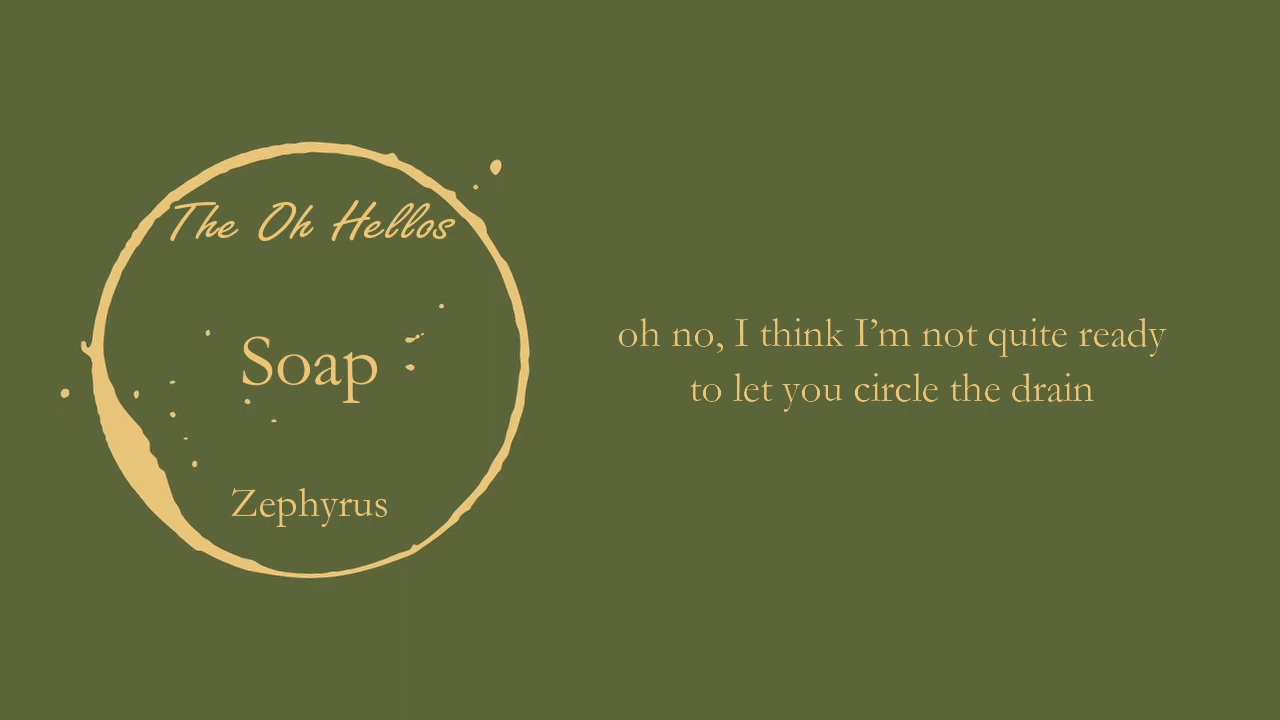 The Oh Hellos
Soap
Zephyrus
oh no, I think I’m not quite ready
to let you circle the drain